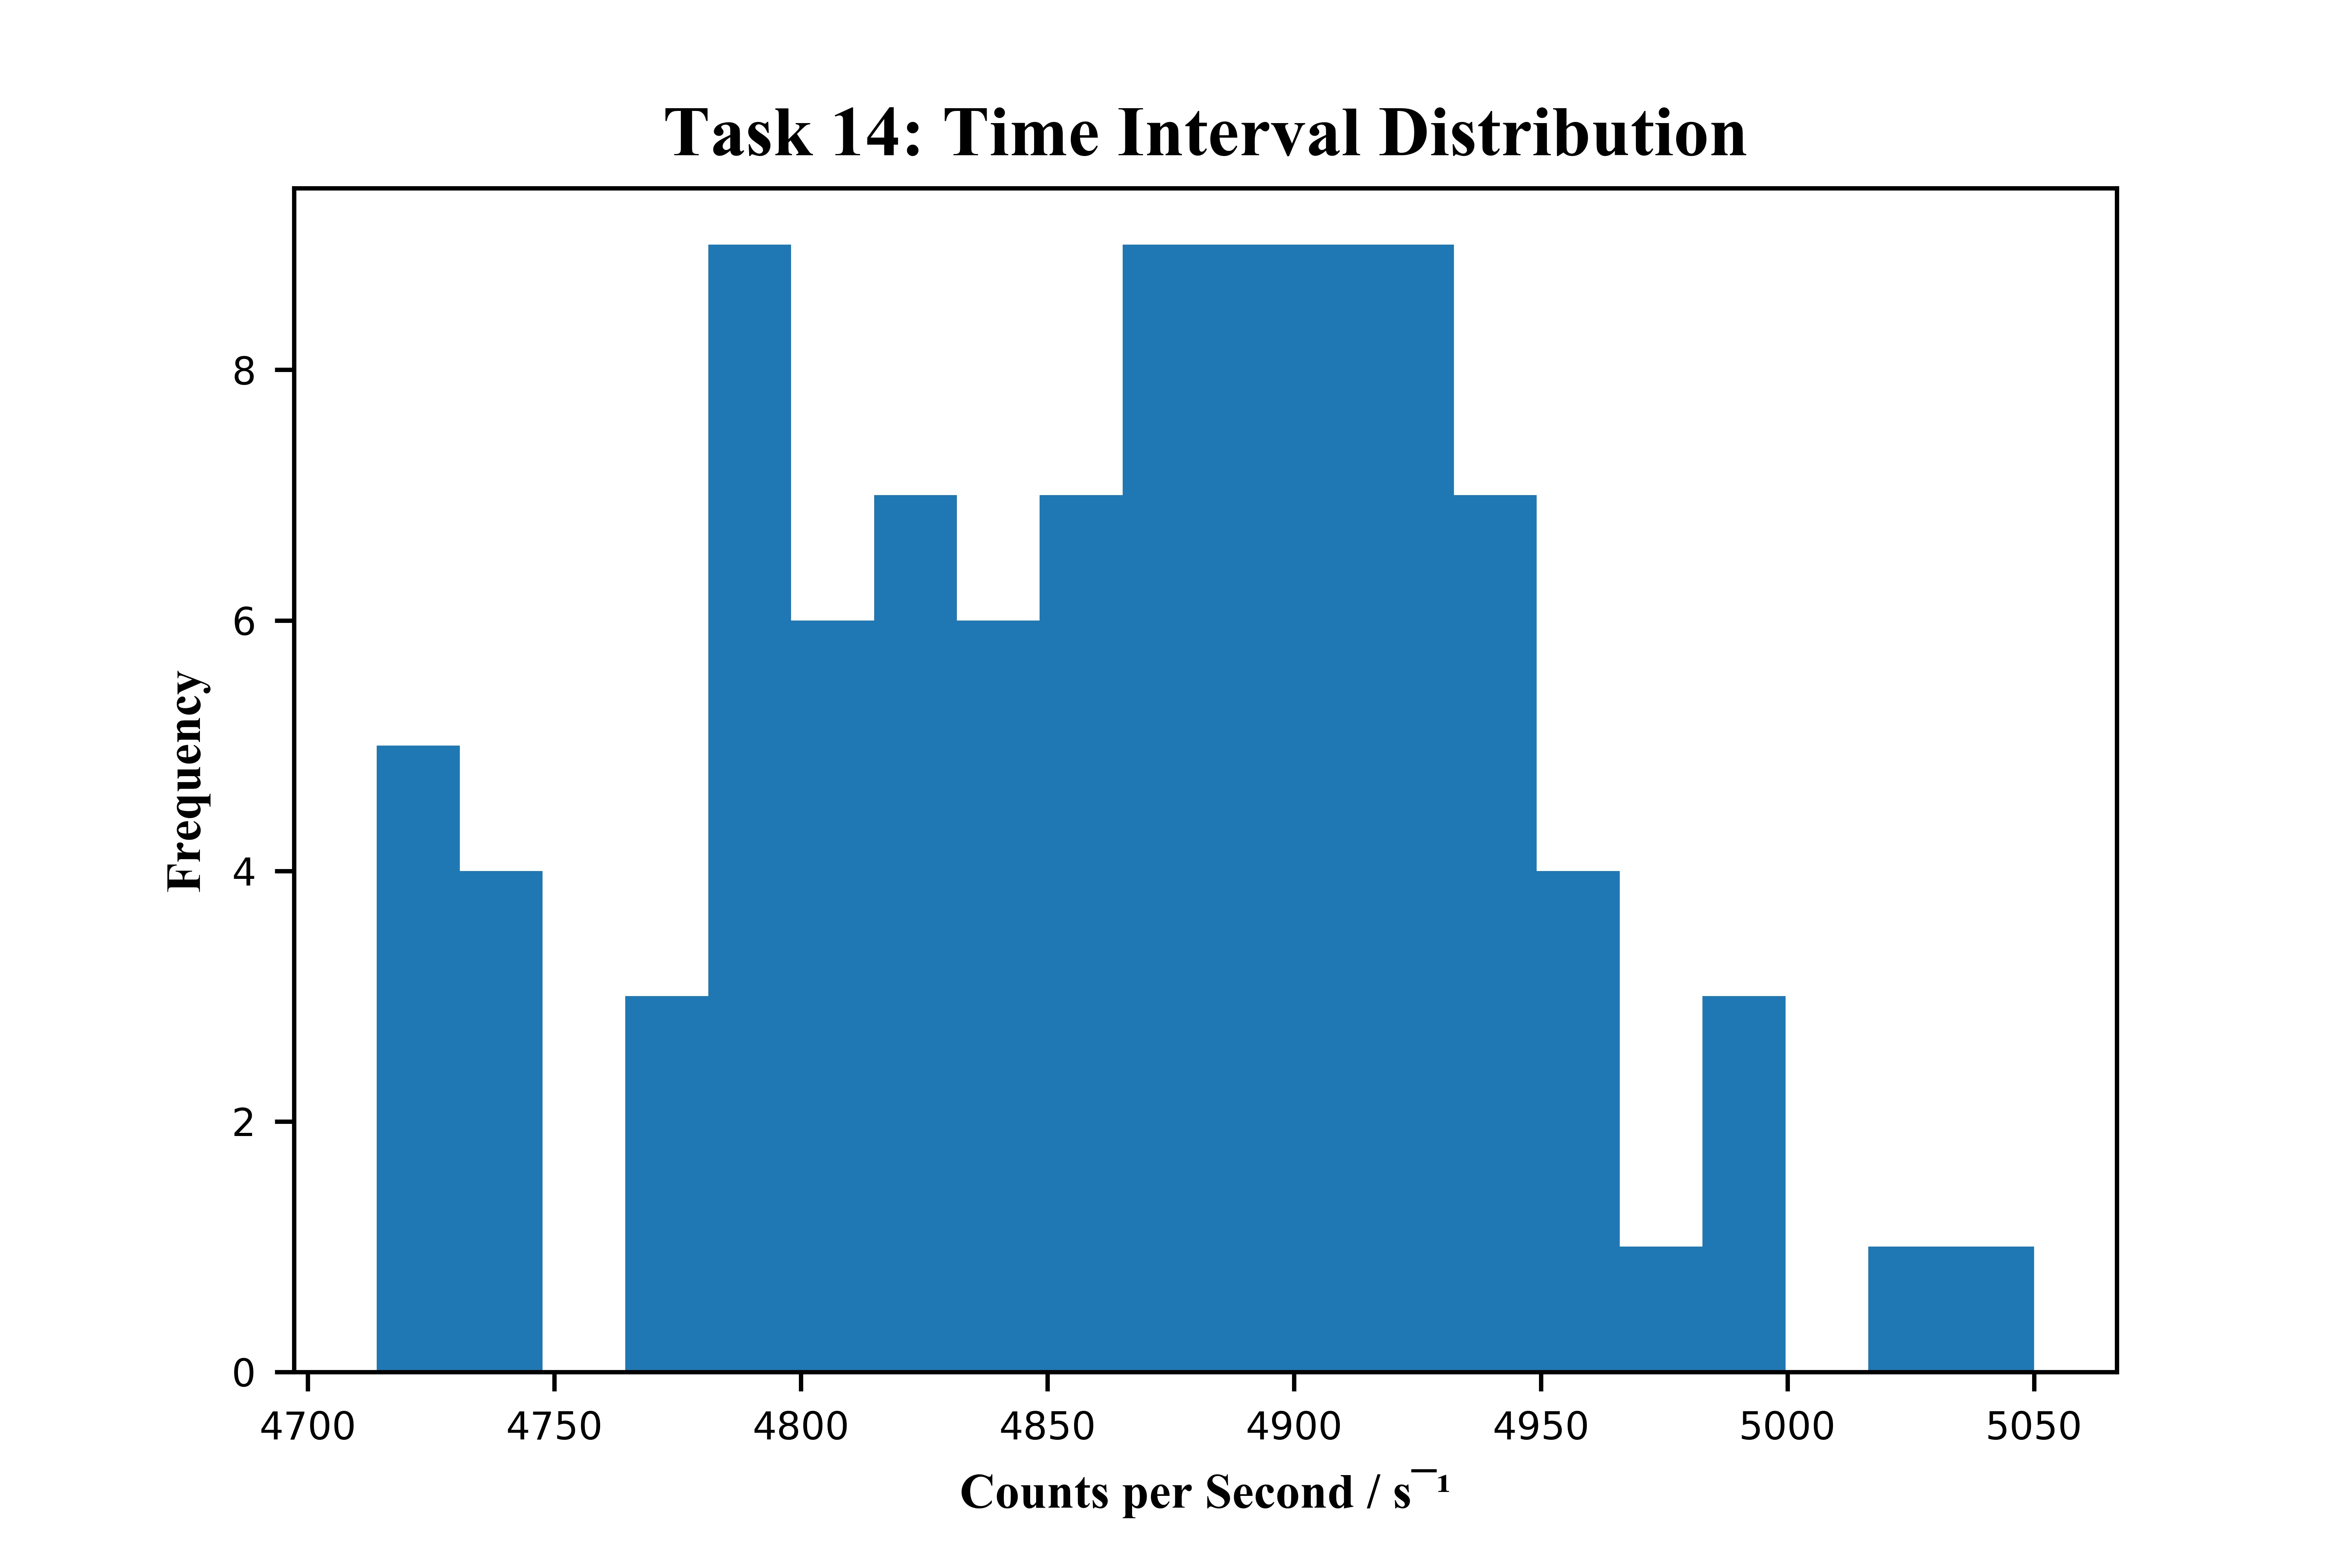 Task 14: Time Interval Distribution
Frequency
8
6
4
2
0
4700 4750 4800 4850 4900 4950 5000 5050
Counts per Second / s¯¹